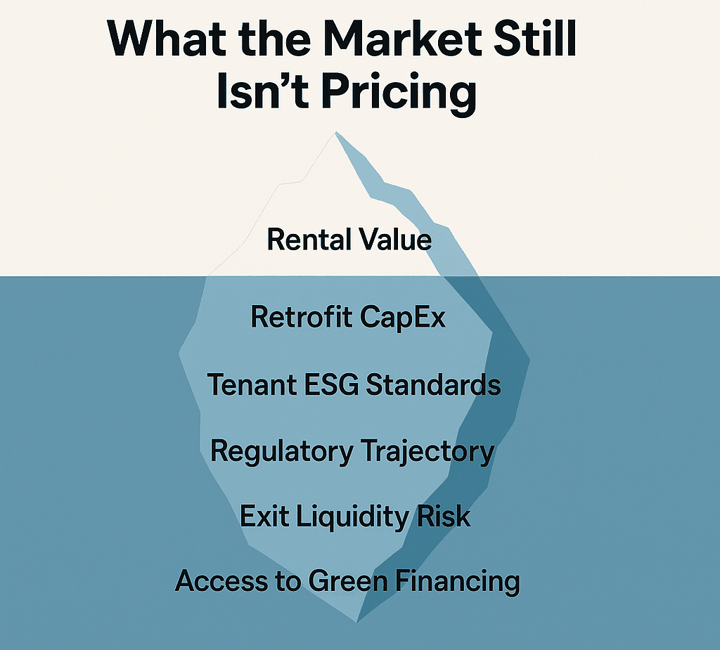 What the Market Still
Isn’t Pricing
Rental Value
Retrofit CapEx
Tenant ESG Standards
Regulatory Trajectory
Exit Liquidity Risk
Access to Green Financing